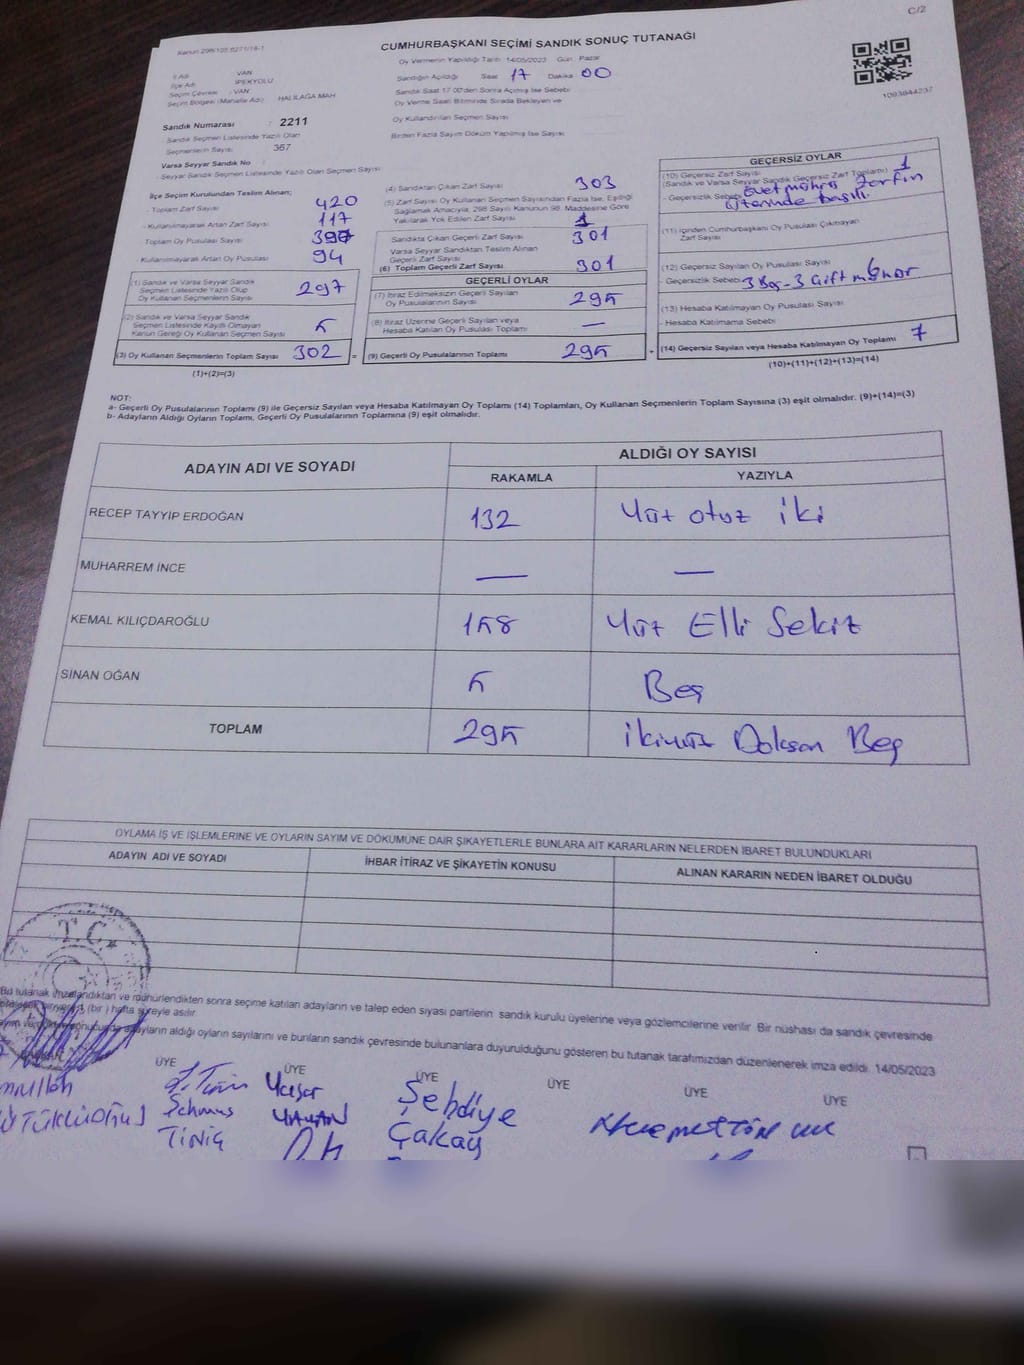 C/2
Kanun 298/105 6271/16-1
CUMHURBAŞKANI SEÇİMİ SANDIK SONUÇ TUTANAĞI
Oy Vermenin Yapıldığı Tarih 14/05/2023 Gün Pazar
İl Adı VAN
İlçe Adı İPEKYOLU
Seçim Çevresi : VAN
Seçim Bölgesi (Mahalle Adı) HALİLAĞA MAH
Sandığın Açıldığı Saat 17 Dakika 00
Sandık Saat 17:00'den Sonra Açılmış İse Sebebi
Oy Verme Saati Bitiminde Sırada Bekleyen ve
Oy Kullandırılan Seçmen Sayısı
Birden Fazla Sayım Döküm Yapılmış İse Sayısı
1093944237
Sandık Numarası : 2211
Sandık Seçmen Listesinde Yazılı Olan
Seçmenlerin Sayısı : 367
Varsa Seyyar Sandık No :
Seyyar Sandık Seçmen Listesinde Yazılı Olan Seçmen Sayısı
İlçe Seçim Kurulundan Teslim Alınan;
- Toplam Zarf Sayısı 420
- Kullanılmayarak Artan Zarf Sayısı 117
Toplam Oy Pusulası Sayısı
- Kullanılmayarak Artan Oy Pusulası 94
(1) Sandık ve Varsa Seyyar Sandık
Seçmen Listesinde Yazılı Olup
Oy Kullanan Seçmenlerin Sayısı 297
(2) Sandık ve Varsa Seyyar Sandık
Seçmen Listesinde Kayıtlı Olmayan
Kanun Gereği Oy Kullanan Seçmen Sayısı 5
(3) Oy Kullanan Seçmenlerin Toplam Sayısı 302
(1)+(2)=(3)
(4) Sandıktan Çıkan Zarf Sayısı 303
(5) Zarf Sayısı Oy Kullanan Seçmen Sayısından Fazla İse, Eşitliği
Sağlamak Amacıyla, 298 Sayılı Kanunun 98. Maddesine Göre
Yakılarak Yok Edilen Zarf Sayısı 1
Sandıkta Çıkan Geçerli Zarf Sayısı 301
Varsa Seyyar Sandıktan Teslim Alınan
Geçerli Zarf Sayısı
(6) Toplam Geçerli Zarf Sayısı 301
GEÇERLİ OYLAR
(7) İtiraz Edilmeksizin Geçerli Sayılan
Oy Pusulalarının Sayısı 295
(8) İtiraz Üzerine Geçerli Sayılan veya
Hesaba Katılan Oy Pusulası Toplamı —
(9) Geçerli Oy Pusulalarının Toplamı 295
GEÇERSİZ OYLAR
(10) Geçersiz Zarf Sayısı
(Sandık ve Varsa Seyyar Sandık Geçersiz Zarf Toplamı) 1
- Geçersizlik Sebebi Evet mührü zarfın
üzerinde basılı.
(11) İçinden Cumhurbaşkanı Oy Pusulası Çıkmayan
Zarf Sayısı
(12) Geçersiz Sayılan Oy Pusulası Sayısı 6
- Geçersizlik Sebebi 3 Boş - 3 Çift mühür
(13) Hesaba Katılmayan Oy Pusulası Sayısı
- Hesaba Katılmama Sebebi
(14) Geçersiz Sayılan veya Hesaba Katılmayan Oy Toplamı 7
(10)+(11)+(12)+(13)=(14)
NOT:
a- Geçerli Oy Pusulalarının Toplamı (9) ile Geçersiz Sayılan veya Hesaba Katılmayan Oy Toplamı (14) Toplamları, Oy Kullanan Seçmenlerin Toplam Sayısına (3) eşit olmalıdır. (9)+(14)=(3)
b- Adayların Aldığı Oyların Toplamı, Geçerli Oy Pusulalarının Toplamına (9) eşit olmalıdır.
ADAYIN ADI VE SOYADI ALDIĞI OY SAYISI
RAKAMLA YAZIYLA
RECEP TAYYİP ERDOĞAN 132 Yüz otuz iki
MUHARREM İNCE — —
KEMAL KILIÇDAROĞLU 158 Yüz Elli Sekiz
SİNAN OĞAN 5 Beş
TOPLAM 295 ikiyüz Doksan Beş
OYLAMA İŞ VE İŞLEMLERİNE VE OYLARIN SAYIM VE DÖKÜMÜNE DAİR ŞİKAYETLERLE BUNLARA AİT KARARLARIN NELERDEN İBARET BULUNDUKLARI
ADAYIN ADI VE SOYADI İHBAR İTİRAZ VE ŞİKAYETİN KONUSU ALINAN KARARIN NEDEN İBARET OLDUĞU
T.C.
Bu tutanak imzalandıktan ve mühürlendikten sonra seçime katılan adayların ve talep eden siyasi partilerin sandık kurulu üyelerine veya gözlemcilerine verilir. Bir nüshası da sandık çevresinde
(bir) hafta süreyle asılır.
adayların aldığı oyların sayılarını ve bunların sandık çevresinde bulunanlara duyurulduğunu gösteren bu tutanak tarafımızdan düzenlenerek imza edildi. 14/05/2023
ÜYE ÜYE ÜYE ÜYE ÜYE ÜYE
Yaşar Şehdiye
Çakaş